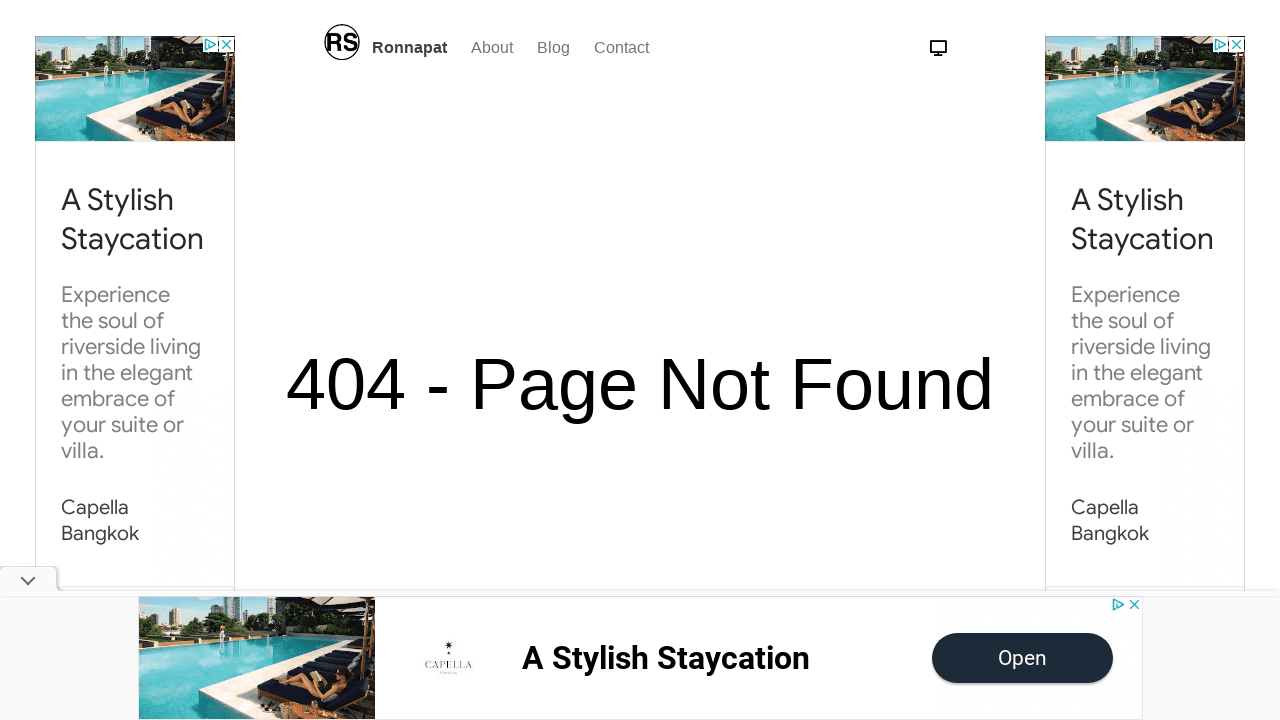 RS Ronnapat About Blog Contact
A Stylish
Staycation
Experience
the soul of
riverside living
in the elegant
embrace of
your suite or
villa.
Capella
Bangkok
404 - Page Not Found
A Stylish
Staycation
Experience
the soul of
riverside living
in the elegant
embrace of
your suite or
villa.
Capella
Bangkok
CAPELLA
A Stylish Staycation
Open